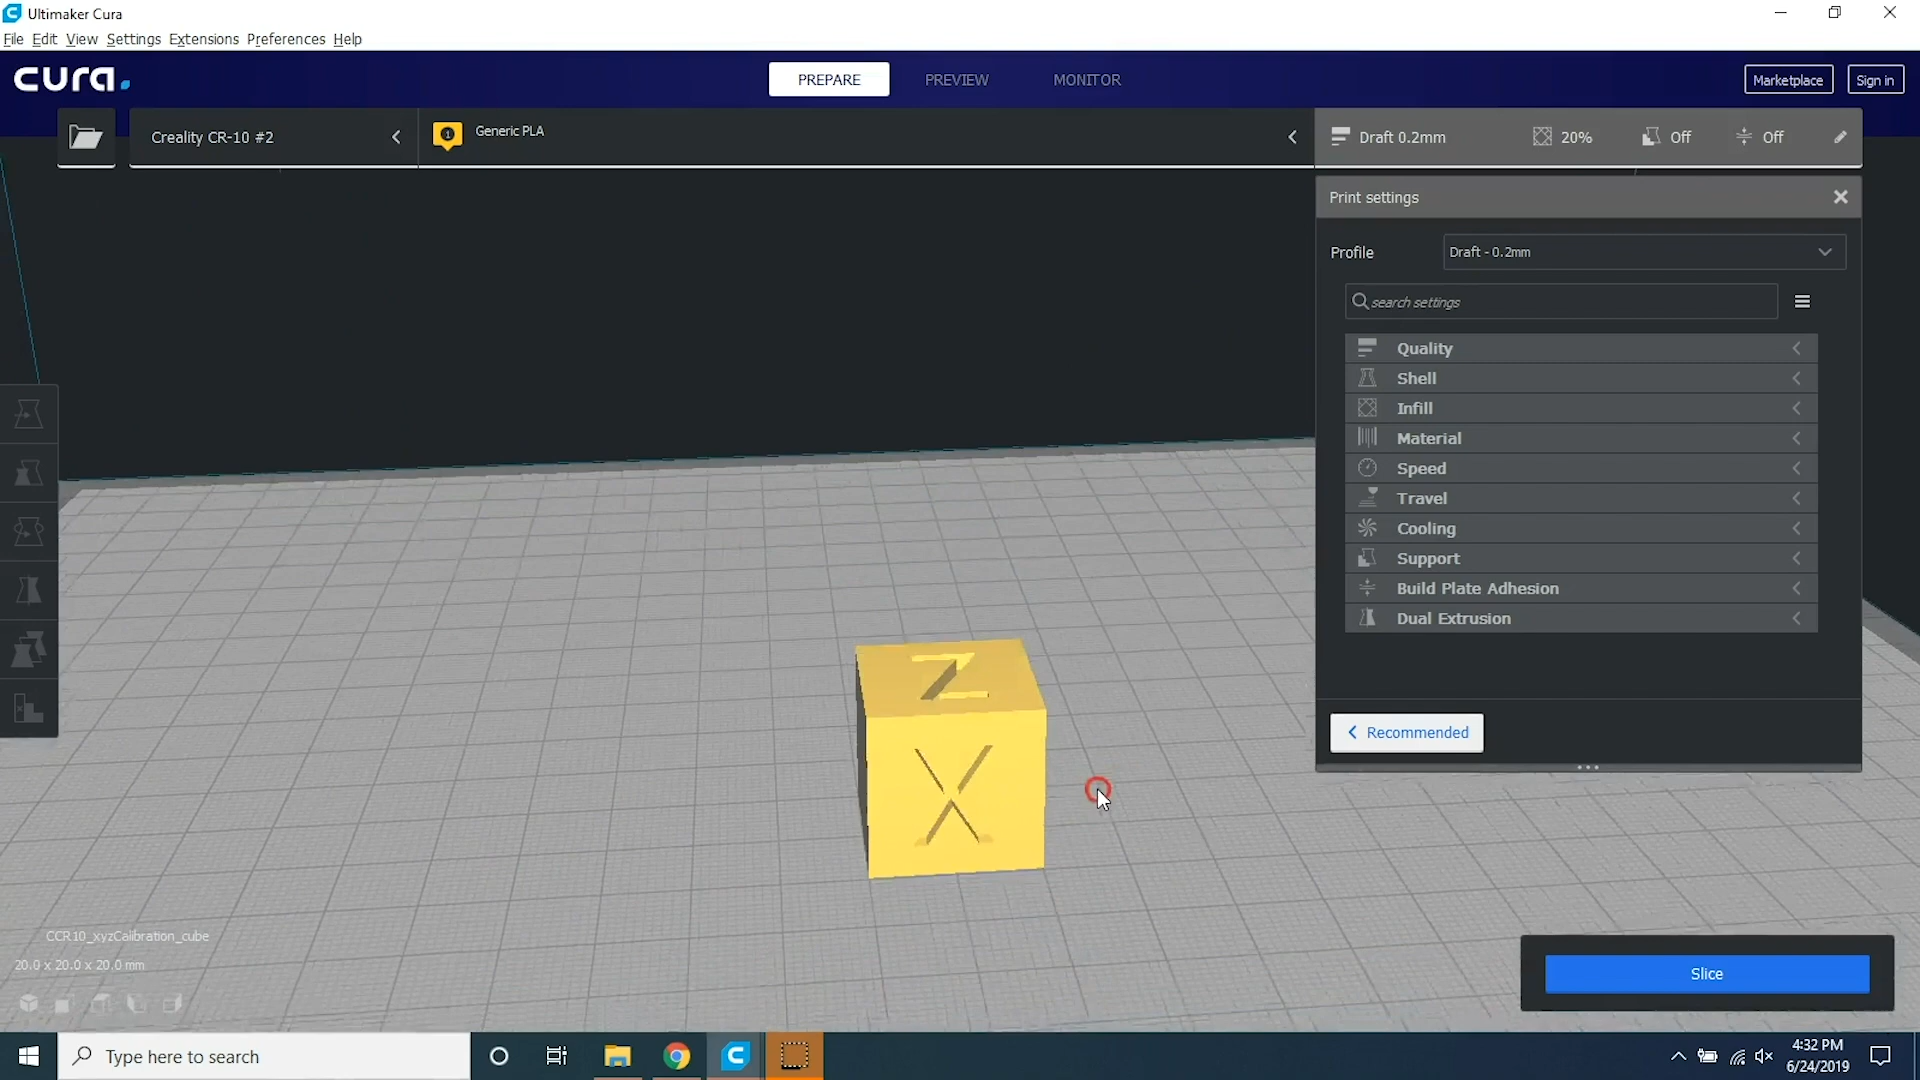 Ultimaker Cura
File Edit View Settings Extensions Preferences Help
cura.
PREPARE PREVIEW MONITOR
Marketplace Sign in
Creality CR-10 #2
1 Generic PLA
Draft 0.2mm 20% Off Off
Print settings
Profile Draft - 0.2mm
search settings
Quality
Shell
Infill
Material
Speed
Travel
Cooling
Support
Build Plate Adhesion
Dual Extrusion
Recommended
Z
X
CCR10_xyzCalibration_cube
20.0 x 20.0 x 20.0 mm
Slice
Type here to search
4:32 PM
6/24/2019